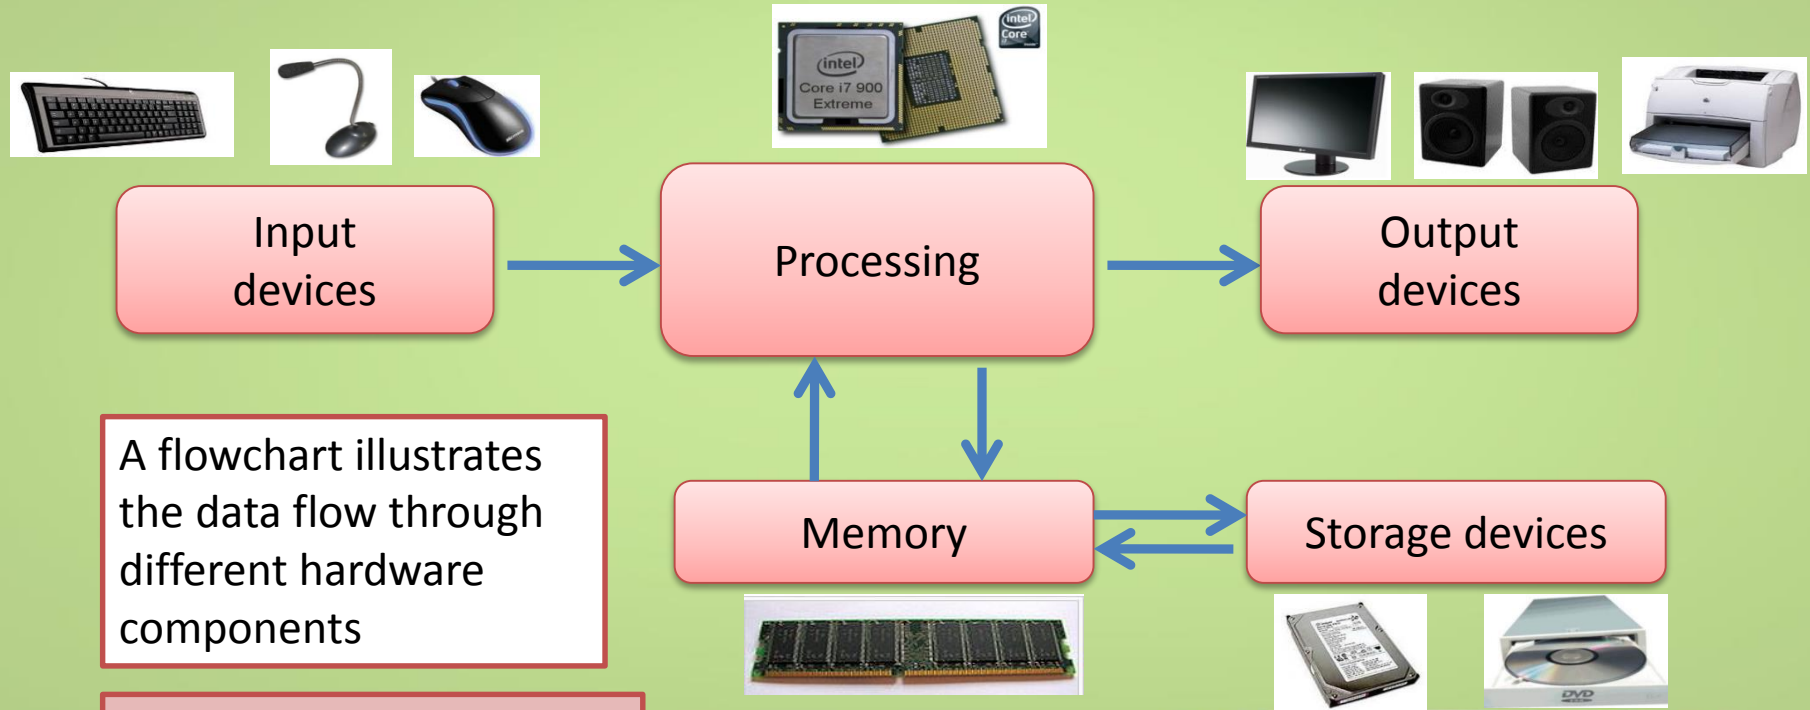 intel
Core i7 900
Extreme
intel
Core
Input
devices
Processing
Output
devices
A flowchart illustrates
the data flow through
different hardware
components
Memory
Storage devices
DVD